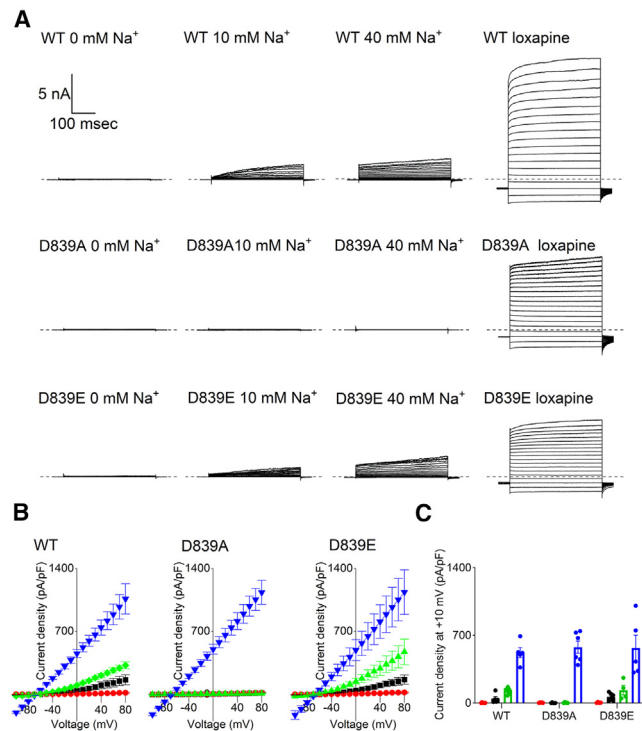 A
WT 0 mM Na⁺ WT 10 mM Na⁺ WT 40 mM Na⁺ WT loxapine
5 nA
100 msec
D839A 0 mM Na⁺ D839A10 mM Na⁺ D839A 40 mM Na⁺ D839A loxapine
D839E 0 mM Na⁺ D839E 10 mM Na⁺ D839E 40 mM Na⁺ D839E loxapine
B
WT D839A D839E
Current density (pA/pF)
1400
700
-80 -40 0 40 80
Voltage (mV)
Current density (pA/pF)
1400
700
-80 -40 0 40 80
Voltage (mV)
Current density (pA/pF)
1400
700
-80 -40 0 40 80
Voltage (mV)
C
Current density at +10 mV (pA/pF)
1400
700
0
WT D839A D839E